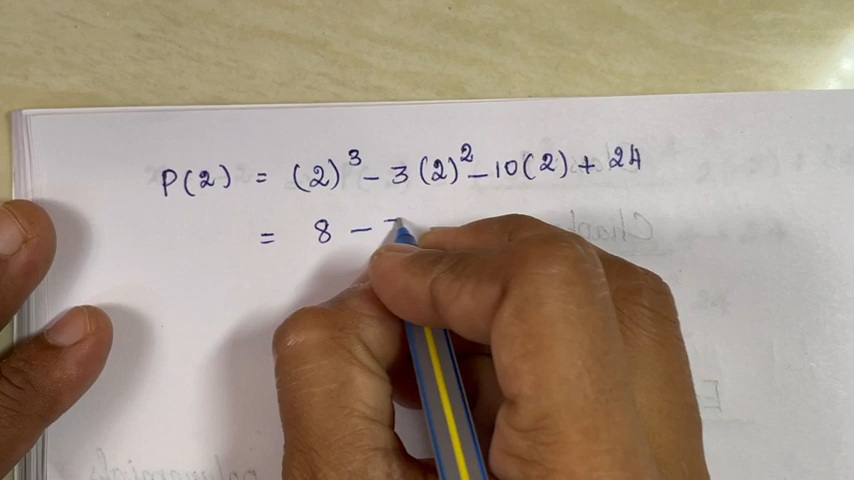 P(2) = (2)³ - 3(2)² - 10(2) + 24
= 8 -